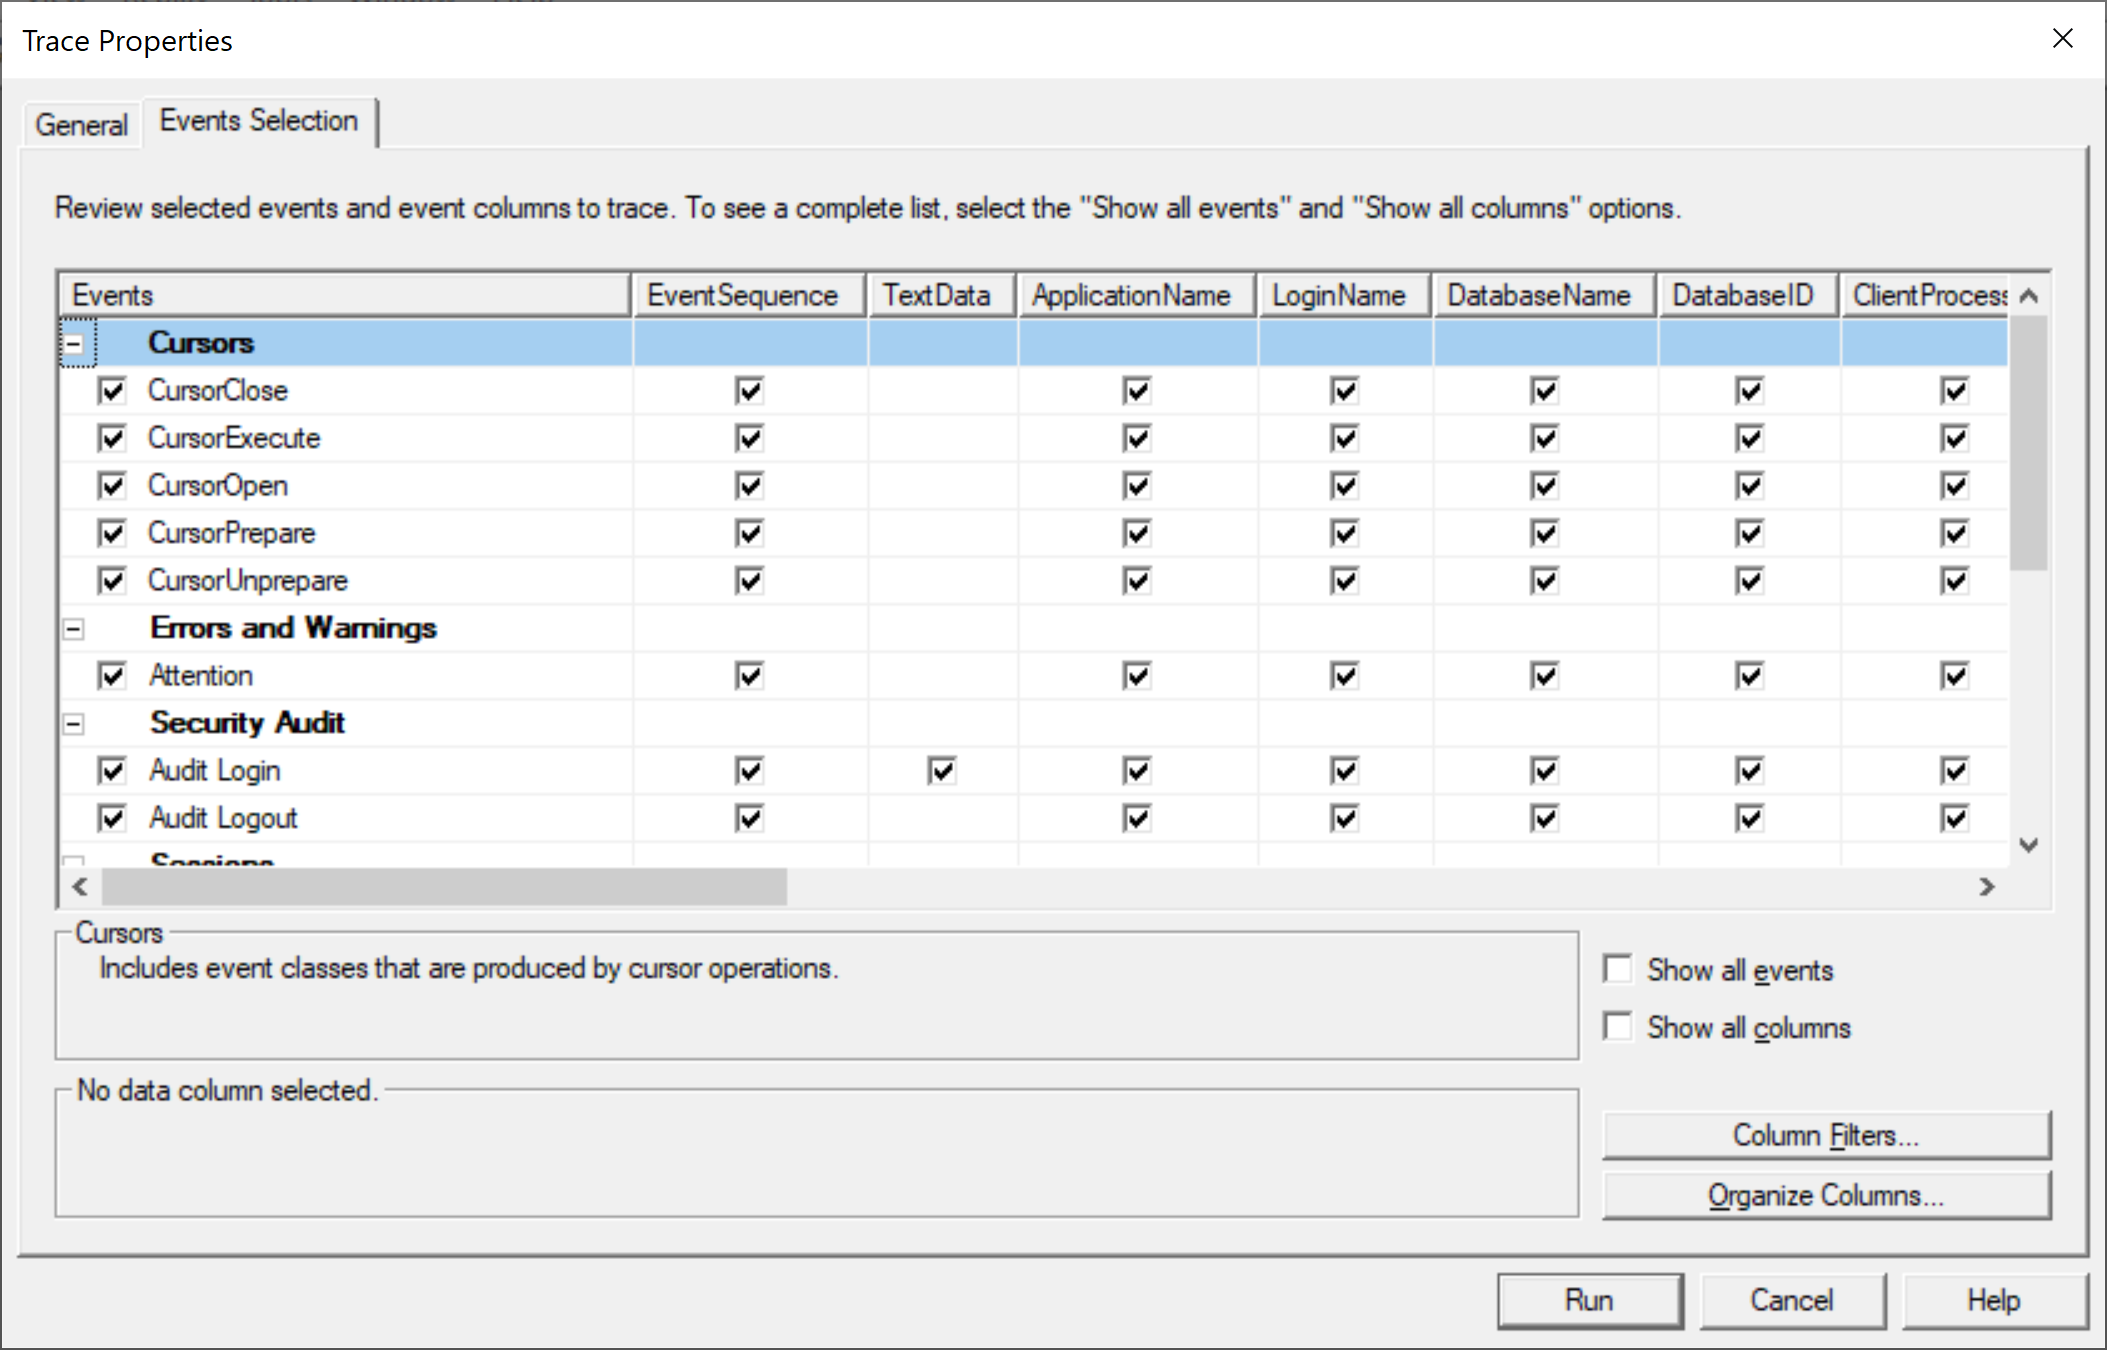 Trace Properties
General
Events Selection
Review selected events and event columns to trace. To see a complete list, select the "Show all events" and "Show all columns" options.
Events EventSequence TextData ApplicationName LoginName DatabaseName DatabaseID ClientProcess
Cursors
CursorClose
CursorExecute
CursorOpen
CursorPrepare
CursorUnprepare
Errors and Warnings
Attention
Security Audit
Audit Login
Audit Logout
Sessions
Cursors
Includes event classes that are produced by cursor operations.
Show all events
Show all columns
No data column selected.
Column Filters...
Organize Columns...
Run
Cancel
Help